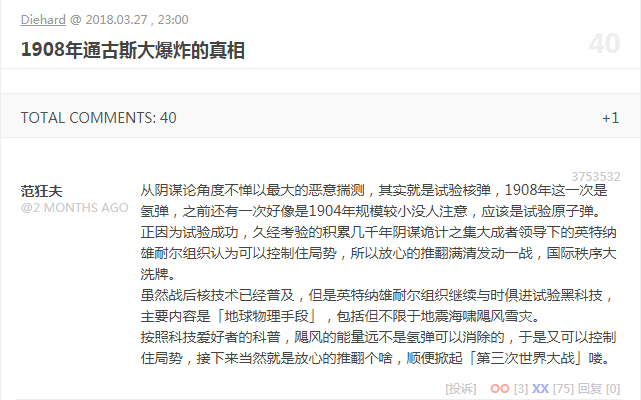 Diehard @ 2018.03.27 , 23:00
1908年通古斯大爆炸的真相
40
TOTAL COMMENTS: 40
+1
3753532
范狂夫
@2 MONTHS AGO
从阴谋论角度不惮以最大的恶意揣测，其实就是试验核弹，1908年这一次是
氢弹，之前还有一次好像是1904年规模较小没人注意，应该是试验原子弹。
正因为试验成功，久经考验的积累几千年阴谋诡计之集大成者领导下的英特纳
雄耐尔组织认为可以控制住局势，所以放心的推翻满清发动一战，国际秩序大
洗牌。
虽然战后核技术已经普及，但是英特纳雄耐尔组织继续与时俱进试验黑科技，
主要内容是「地球物理手段」，包括但不限于地震海啸飓风雪灾。
按照科技爱好者的科普，飓风的能量远不是氢弹可以消除的，于是又可以控制
住局势，接下来当然就是放心的推翻个啥，顺便掀起「第三次世界大战」喽。
[投诉] OO [3] XX [75] 回复 [0]